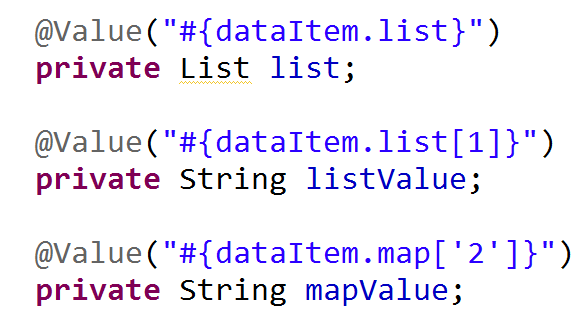 @Value("#{dataItem.list}")
private List list;
@Value("#{dataItem.list[1]}")
private String listValue;
@Value("#{dataItem.map['2']}")
private String mapValue;